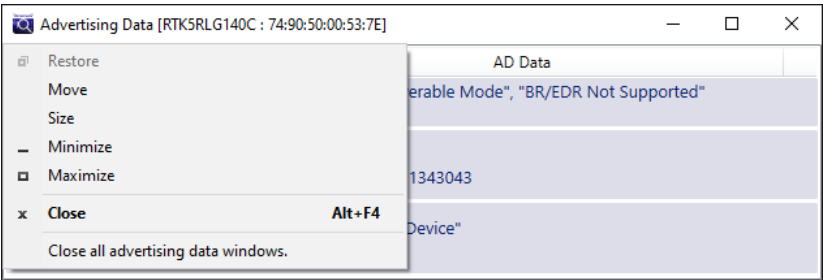 Advertising Data [RTK5RLG140C : 74:90:50:00:53:7E]
Restore
AD Data
Move
erable Mode", "BR/EDR Not Supported"
Size
Minimize
Maximize
1343043
Close Alt+F4
Device"
Close all advertising data windows.